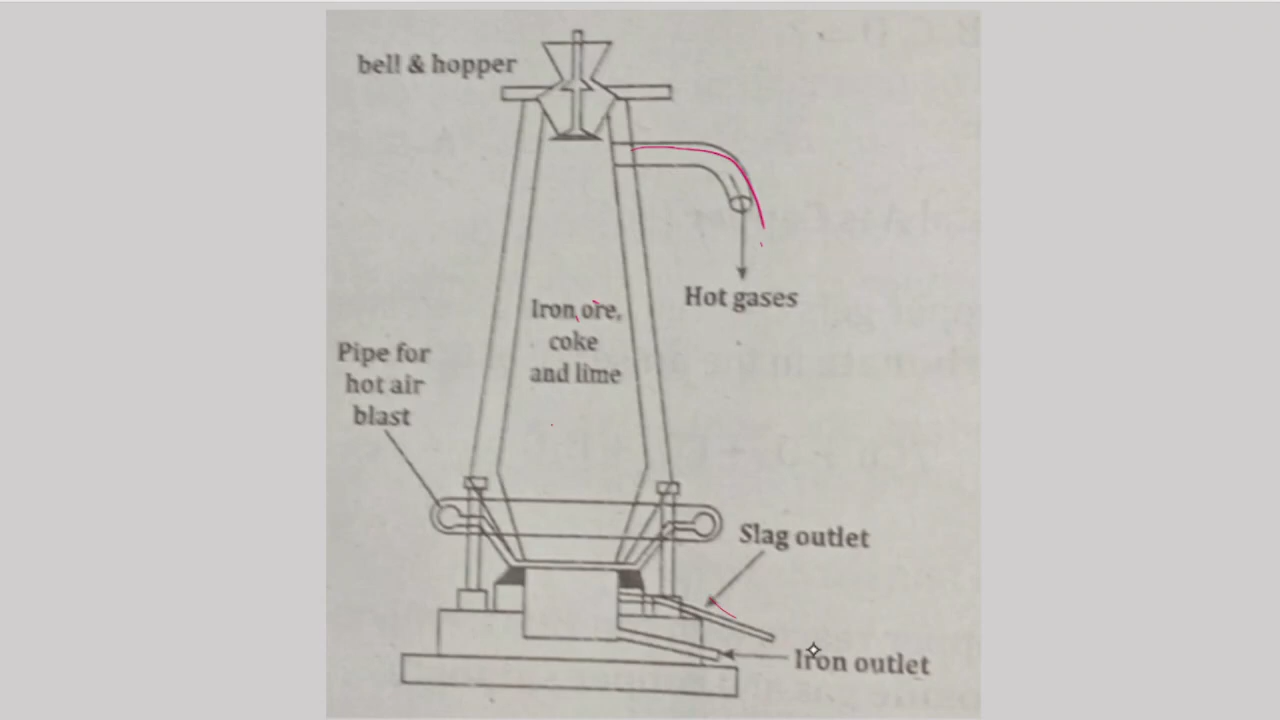 bell & hopper
Hot gases
Iron ore,
coke
and lime
Pipe for
hot air
blast
Slag outlet
Iron outlet